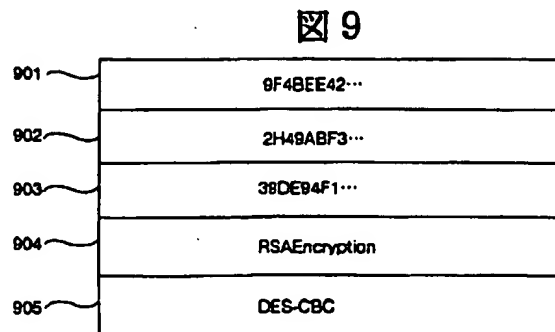 図9
901 9F4BEE42…
902 2H49ABF3…
903 39DE94F1…
904 RSAEncryption
905 DES-CBC